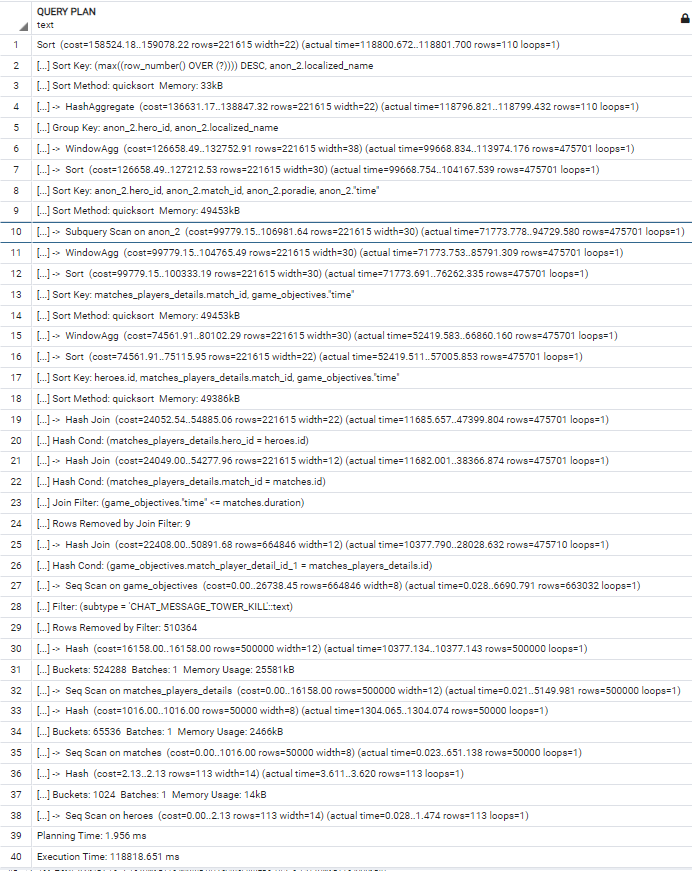 QUERY PLAN
text
1 Sort (cost=158524.18..159078.22 rows=221615 width=22) (actual time=118800.672..118801.700 rows=110 loops=1)
2 [...] Sort Key: (max((row_number() OVER (?)))) DESC, anon_2.localized_name
3 [...] Sort Method: quicksort Memory: 33kB
4 [...] -> HashAggregate (cost=136631.17..138847.32 rows=221615 width=22) (actual time=118796.821..118799.432 rows=110 loops=1)
5 [...] Group Key: anon_2.hero_id, anon_2.localized_name
6 [...] -> WindowAgg (cost=126658.49..132752.91 rows=221615 width=38) (actual time=99668.834..113974.176 rows=475701 loops=1)
7 [...] -> Sort (cost=126658.49..127212.53 rows=221615 width=30) (actual time=99668.754..104167.539 rows=475701 loops=1)
8 [...] Sort Key: anon_2.hero_id, anon_2.match_id, anon_2.poradie, anon_2."time"
9 [...] Sort Method: quicksort Memory: 49453kB
10 [...] -> Subquery Scan on anon_2 (cost=99779.15..106981.64 rows=221615 width=30) (actual time=71773.778..94729.580 rows=475701 loops=1)
11 [...] -> WindowAgg (cost=99779.15..104765.49 rows=221615 width=30) (actual time=71773.753..85791.309 rows=475701 loops=1)
12 [...] -> Sort (cost=99779.15..100333.19 rows=221615 width=30) (actual time=71773.691..76262.335 rows=475701 loops=1)
13 [...] Sort Key: matches_players_details.match_id, game_objectives."time"
14 [...] Sort Method: quicksort Memory: 49453kB
15 [...] -> WindowAgg (cost=74561.91..80102.29 rows=221615 width=30) (actual time=52419.583..66860.160 rows=475701 loops=1)
16 [...] -> Sort (cost=74561.91..75115.95 rows=221615 width=22) (actual time=52419.511..57005.853 rows=475701 loops=1)
17 [...] Sort Key: heroes.id, matches_players_details.match_id, game_objectives."time"
18 [...] Sort Method: quicksort Memory: 49386kB
19 [...] -> Hash Join (cost=24052.54..54885.06 rows=221615 width=22) (actual time=11685.657..47399.804 rows=475701 loops=1)
20 [...] Hash Cond: (matches_players_details.hero_id = heroes.id)
21 [...] -> Hash Join (cost=24049.00..54277.96 rows=221615 width=12) (actual time=11682.001..38366.874 rows=475701 loops=1)
22 [...] Hash Cond: (matches_players_details.match_id = matches.id)
23 [...] Join Filter: (game_objectives."time" <= matches.duration)
24 [...] Rows Removed by Join Filter: 9
25 [...] -> Hash Join (cost=22408.00..50891.68 rows=664846 width=12) (actual time=10377.790..28028.632 rows=475710 loops=1)
26 [...] Hash Cond: (game_objectives.match_player_detail_id_1 = matches_players_details.id)
27 [...] -> Seq Scan on game_objectives (cost=0.00..26738.45 rows=664846 width=8) (actual time=0.028..6690.791 rows=663032 loops=1)
28 [...] Filter: (subtype = 'CHAT_MESSAGE_TOWER_KILL'::text)
29 [...] Rows Removed by Filter: 510364
30 [...] -> Hash (cost=16158.00..16158.00 rows=500000 width=12) (actual time=10377.134..10377.143 rows=500000 loops=1)
31 [...] Buckets: 524288 Batches: 1 Memory Usage: 25581kB
32 [...] -> Seq Scan on matches_players_details (cost=0.00..16158.00 rows=500000 width=12) (actual time=0.021..5149.981 rows=500000 loops=1)
33 [...] -> Hash (cost=1016.00..1016.00 rows=50000 width=8) (actual time=1304.065..1304.074 rows=50000 loops=1)
34 [...] Buckets: 65536 Batches: 1 Memory Usage: 2466kB
35 [...] -> Seq Scan on matches (cost=0.00..1016.00 rows=50000 width=8) (actual time=0.023..651.138 rows=50000 loops=1)
36 [...] -> Hash (cost=2.13..2.13 rows=113 width=14) (actual time=3.611..3.620 rows=113 loops=1)
37 [...] Buckets: 1024 Batches: 1 Memory Usage: 14kB
38 [...] -> Seq Scan on heroes (cost=0.00..2.13 rows=113 width=14) (actual time=0.028..1.474 rows=113 loops=1)
39 Planning Time: 1.956 ms
40 Execution Time: 118818.651 ms